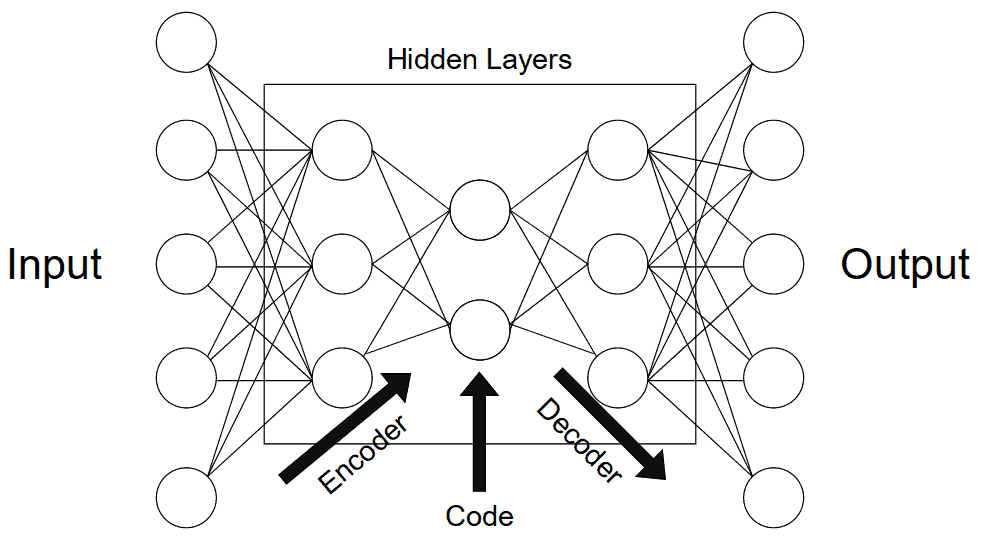 Hidden Layers
Input
Output
Encoder
Decoder
Code